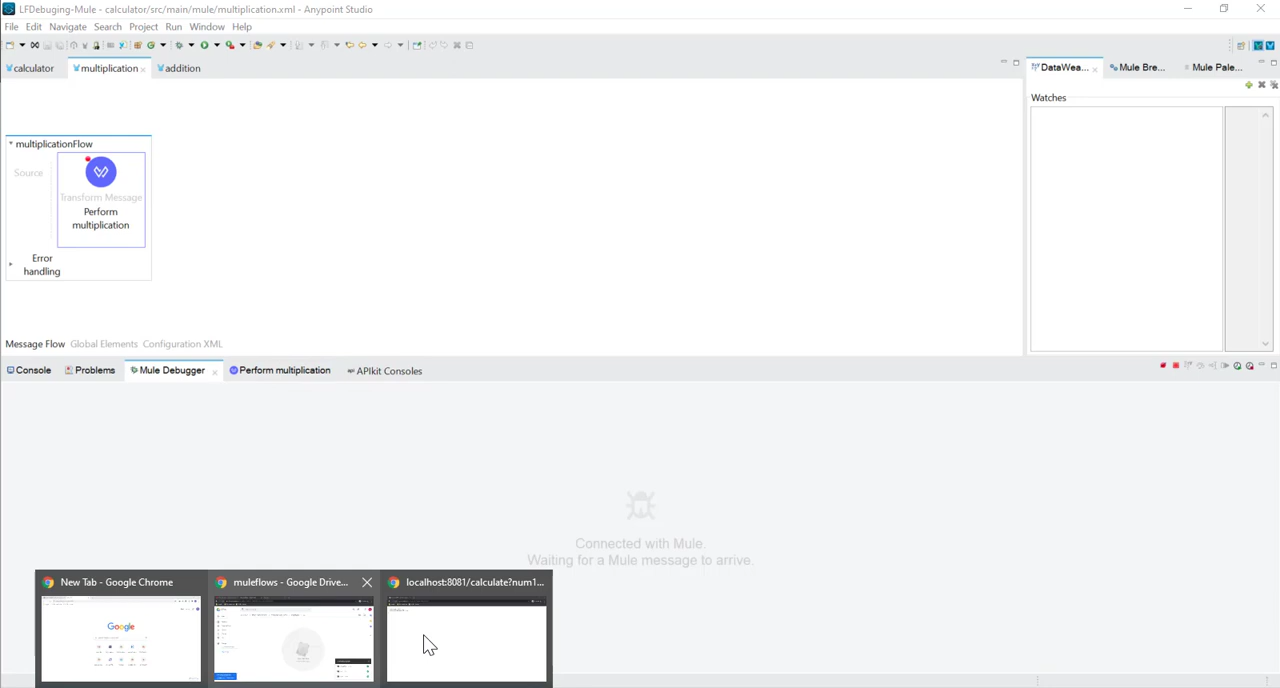 LFDebuging-Mule - calculator/src/main/mule/multiplication.xml - Anypoint Studio
File Edit Navigate Search Project Run Window Help
calculator multiplication addition
DataWea... Mule Bre... Mule Pale...
Watches
multiplicationFlow
Source
Transform Message
Perform
multiplication
Error
handling
Message Flow Global Elements Configuration XML
Console Problems Mule Debugger Perform multiplication APIkit Consoles
Connected with Mule.
Waiting for a Mule message to arrive.
New Tab - Google Chrome muleflows - Google Drive... localhost:8081/calculate?num1...
Google